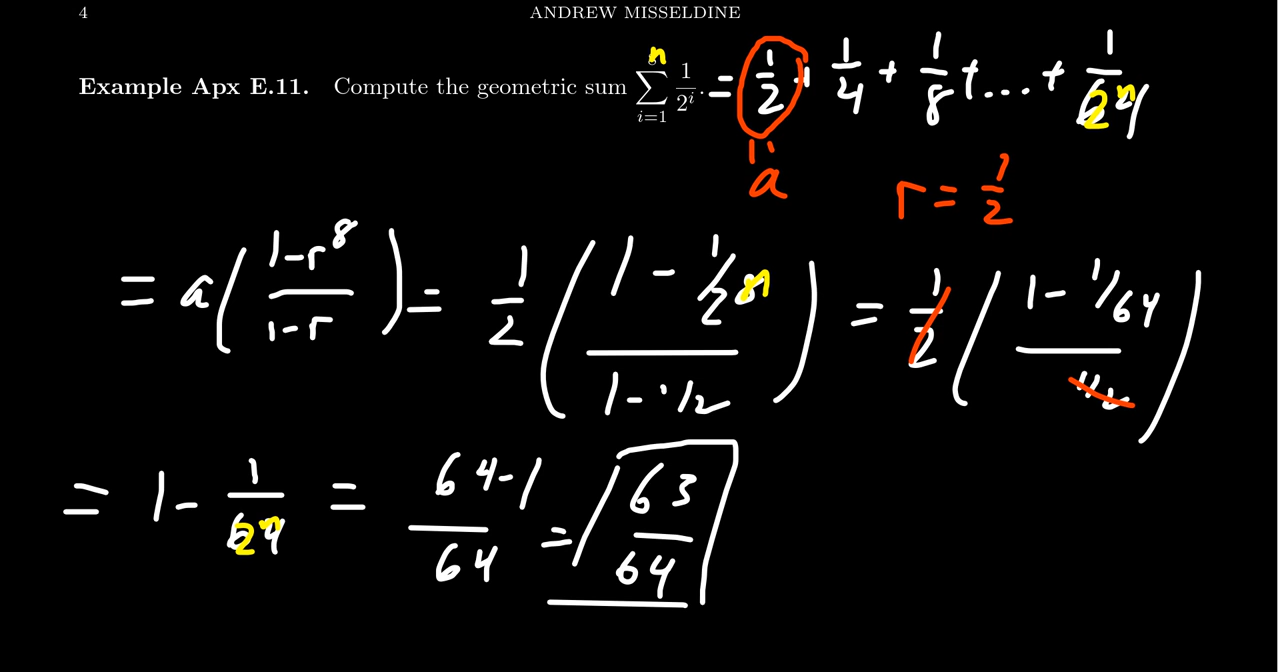 4 ANDREW MISSELDINE
Example Apx E.11. Compute the geometric sum ∑_{i=1}^{n} 1/2^i. = 1/2 + 1/4 + 1/8 + ... + 1/2^n
a r = 1/2
= a((1-r^8)/(1-r)) = 1/2((1 - 1/2^n)/(1 - 1/2)) = 1/2((1 - 1/64)/(1/2))
= 1 - 1/2^n = (64-1)/64 = 63/64